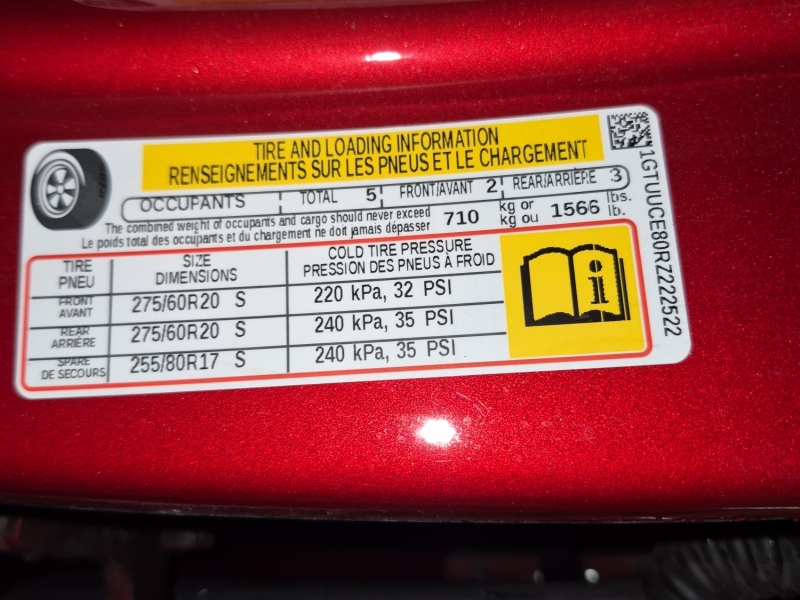 TIRE AND LOADING INFORMATION
RENSEIGNEMENTS SUR LES PNEUS ET LE CHARGEMENT
OCCUPANTS TOTAL 5 FRONT/AVANT 2 REAR/ARRIÈRE 3
The combined weight of occupants and cargo should never exceed 710 kg or 1566 lbs.
Le poids total des occupants et du chargement ne doit jamais dépasser kg ou lb.
TIRE SIZE COLD TIRE PRESSURE
PNEU DIMENSIONS PRESSION DES PNEUS À FROID
FRONT
AVANT 275/60R20 S 220 kPa, 32 PSI
REAR
ARRIÈRE 275/60R20 S 240 kPa, 35 PSI
SPARE
DE SECOURS 255/80R17 S 240 kPa, 35 PSI
1GTUUCE80RZ222522